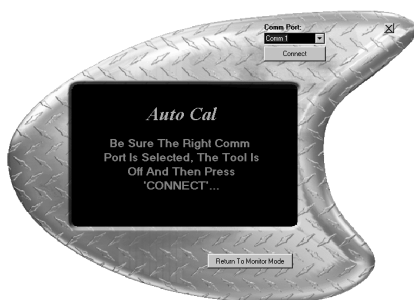 Comm Port:
Comm 1
Connect
Auto Cal
Be Sure The Right Comm
Port Is Selected, The Tool Is
Off And Then Press
'CONNECT'...
Return To Monitor Mode